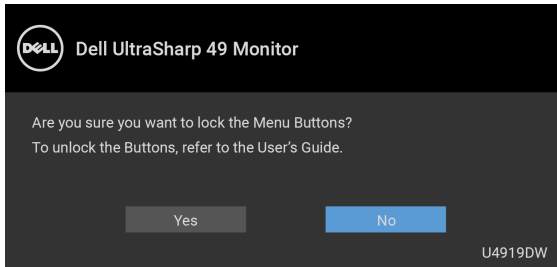 DELL
Dell UltraSharp 49 Monitor
Are you sure you want to lock the Menu Buttons?
To unlock the Buttons, refer to the User's Guide.
Yes
No
U4919DW